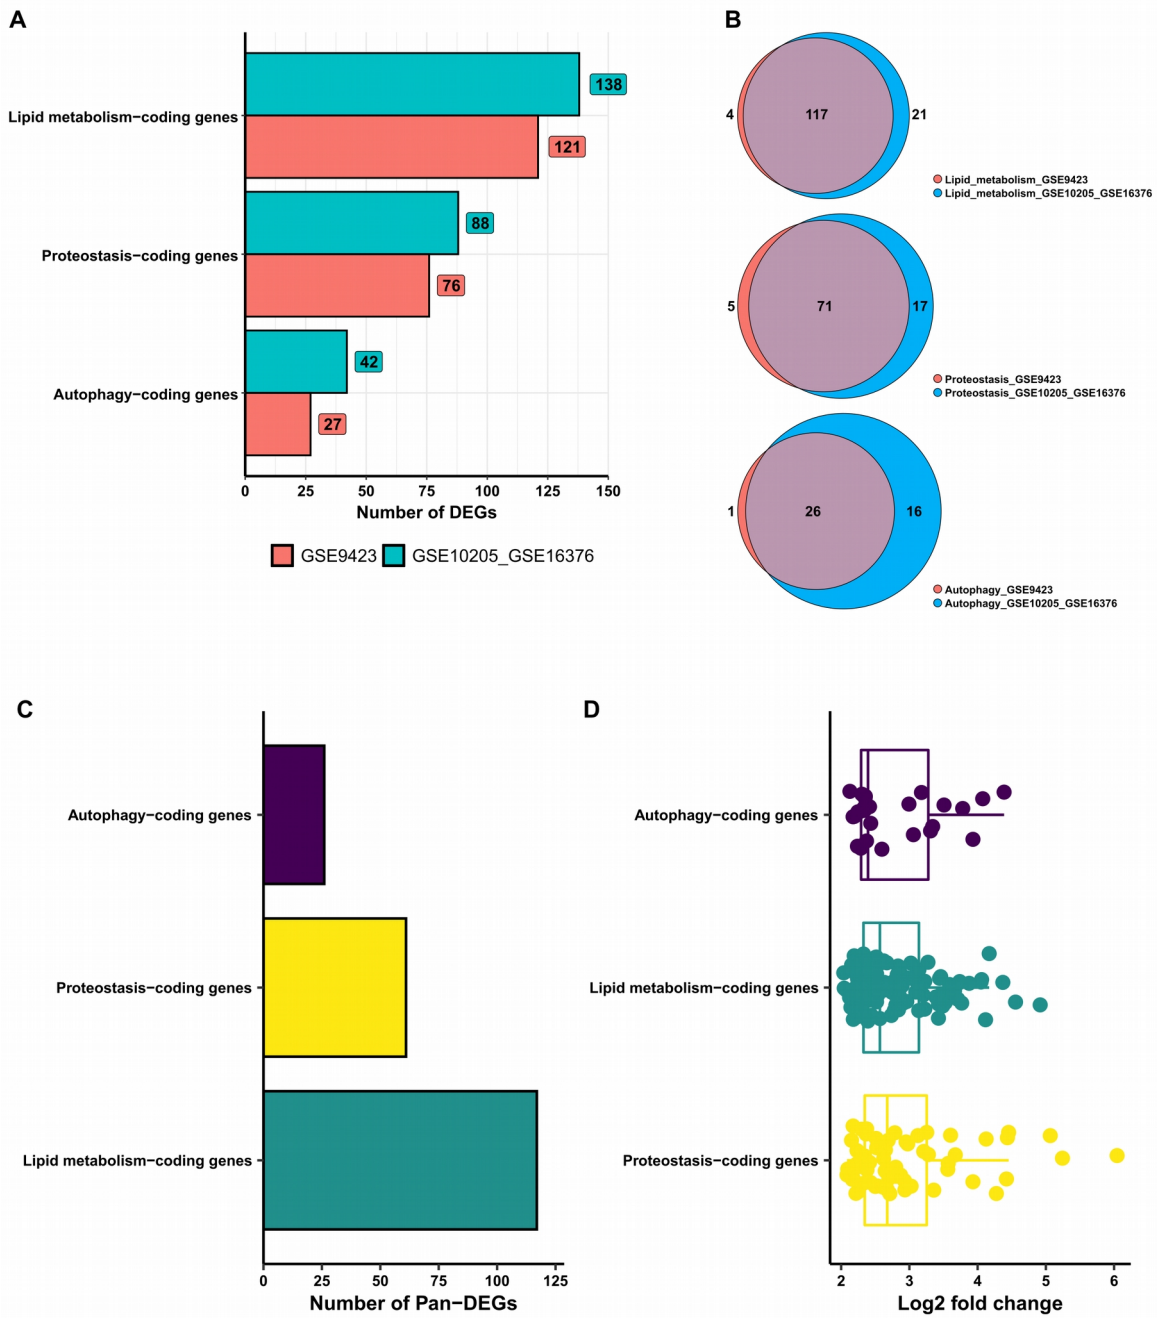 A
Lipid metabolism−coding genes
138
121
Proteostasis−coding genes
88
76
Autophagy−coding genes
42
27
0 25 50 75 100 125 150
Number of DEGs
GSE9423 GSE10205_GSE16376
B
4 117 21
Lipid_metabolism_GSE9423
Lipid_metabolism_GSE10205_GSE16376
5 71 17
Proteostasis_GSE9423
Proteostasis_GSE10205_GSE16376
1 26 16
Autophagy_GSE9423
Autophagy_GSE10205_GSE16376
C
Autophagy−coding genes
Proteostasis−coding genes
Lipid metabolism−coding genes
0 25 50 75 100 125
Number of Pan−DEGs
D
Autophagy−coding genes
Lipid metabolism−coding genes
Proteostasis−coding genes
2 3 4 5 6
Log2 fold change